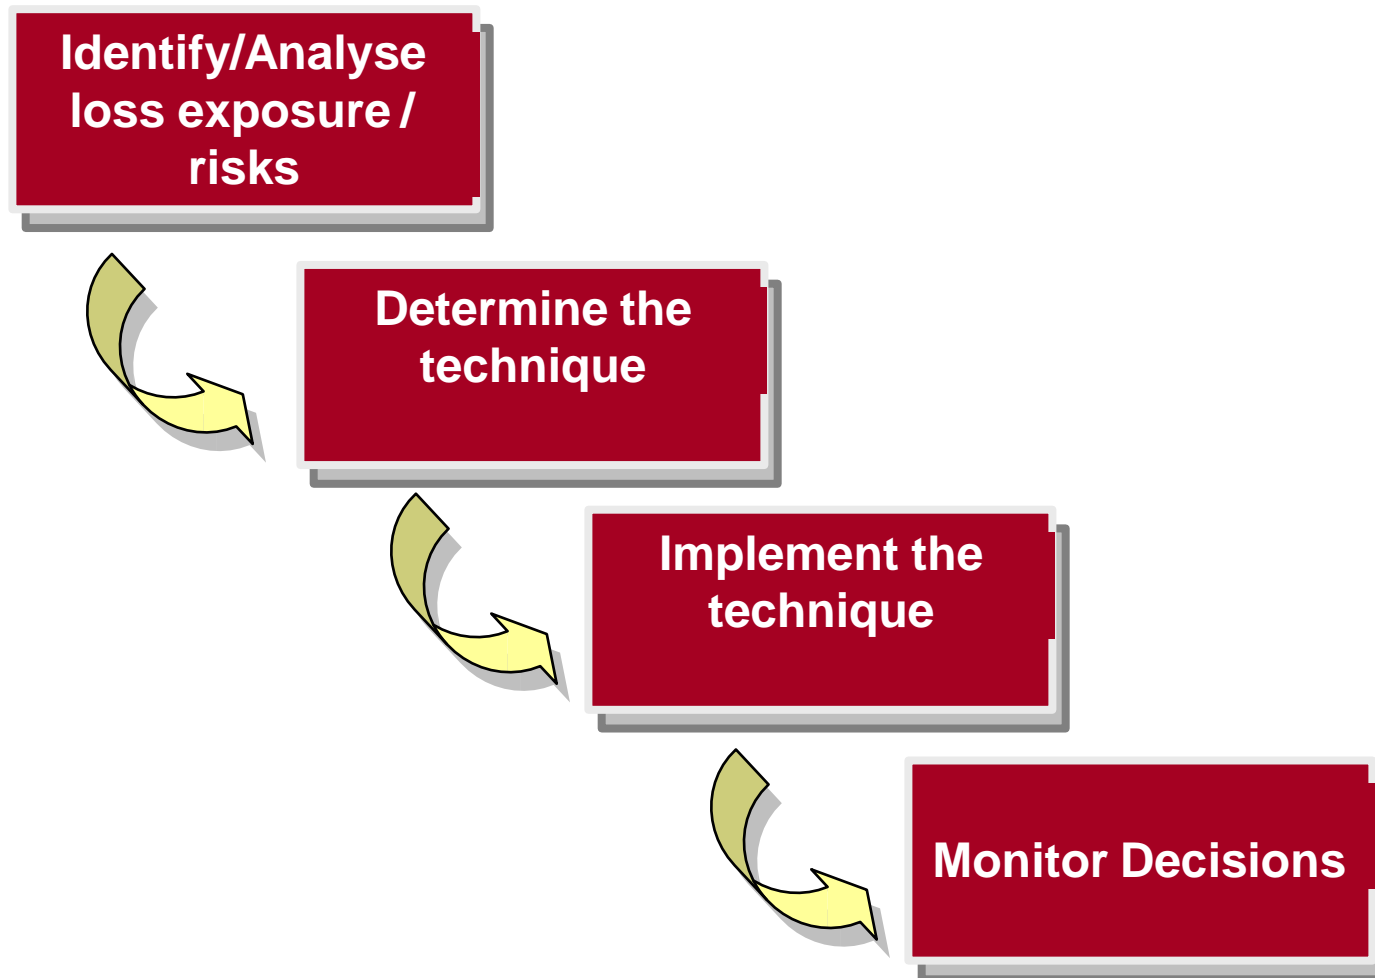 Identify/Analyse
loss exposure /
risks
Determine the
technique
Implement the
technique
Monitor Decisions